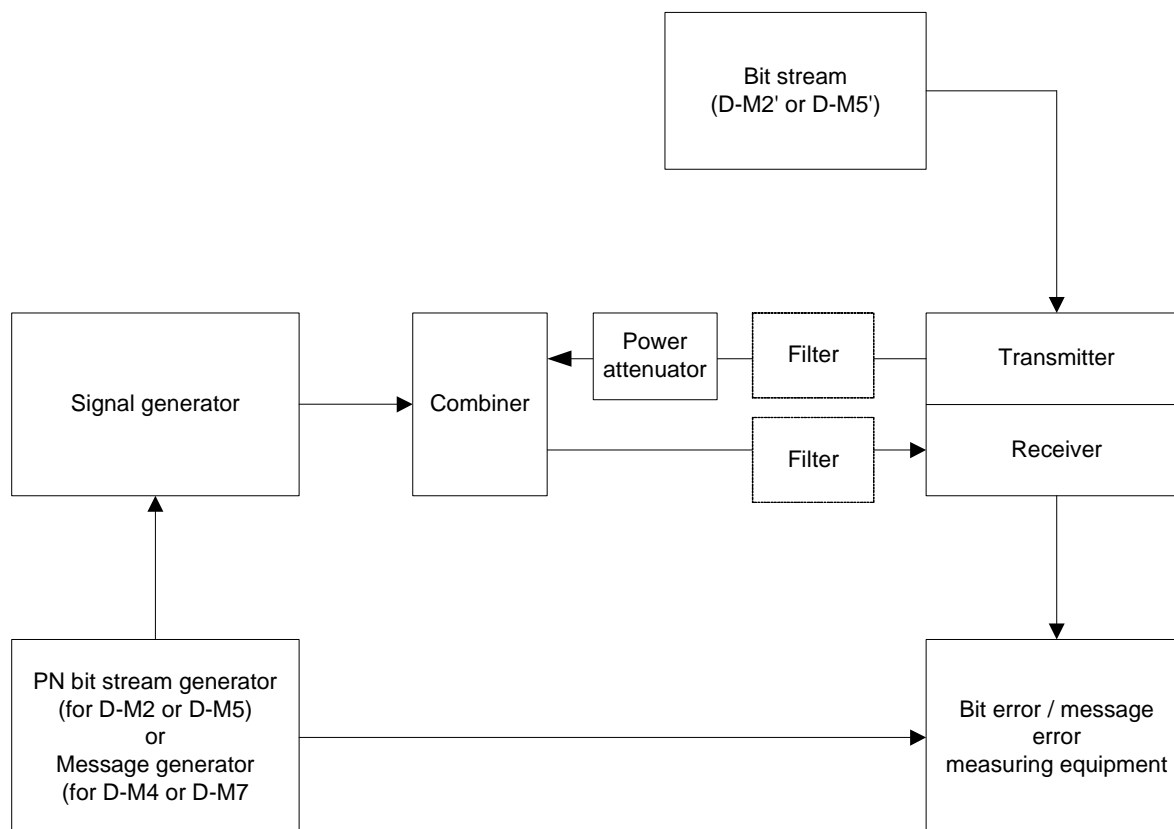 Bit stream
(D-M2' or D-M5')
Signal generator
Combiner
Power
attenuator
Filter
Transmitter
Filter
Receiver
PN bit stream generator
(for D-M2 or D-M5)
or
Message generator
(for D-M4 or D-M7
Bit error / message
error
measuring equipment